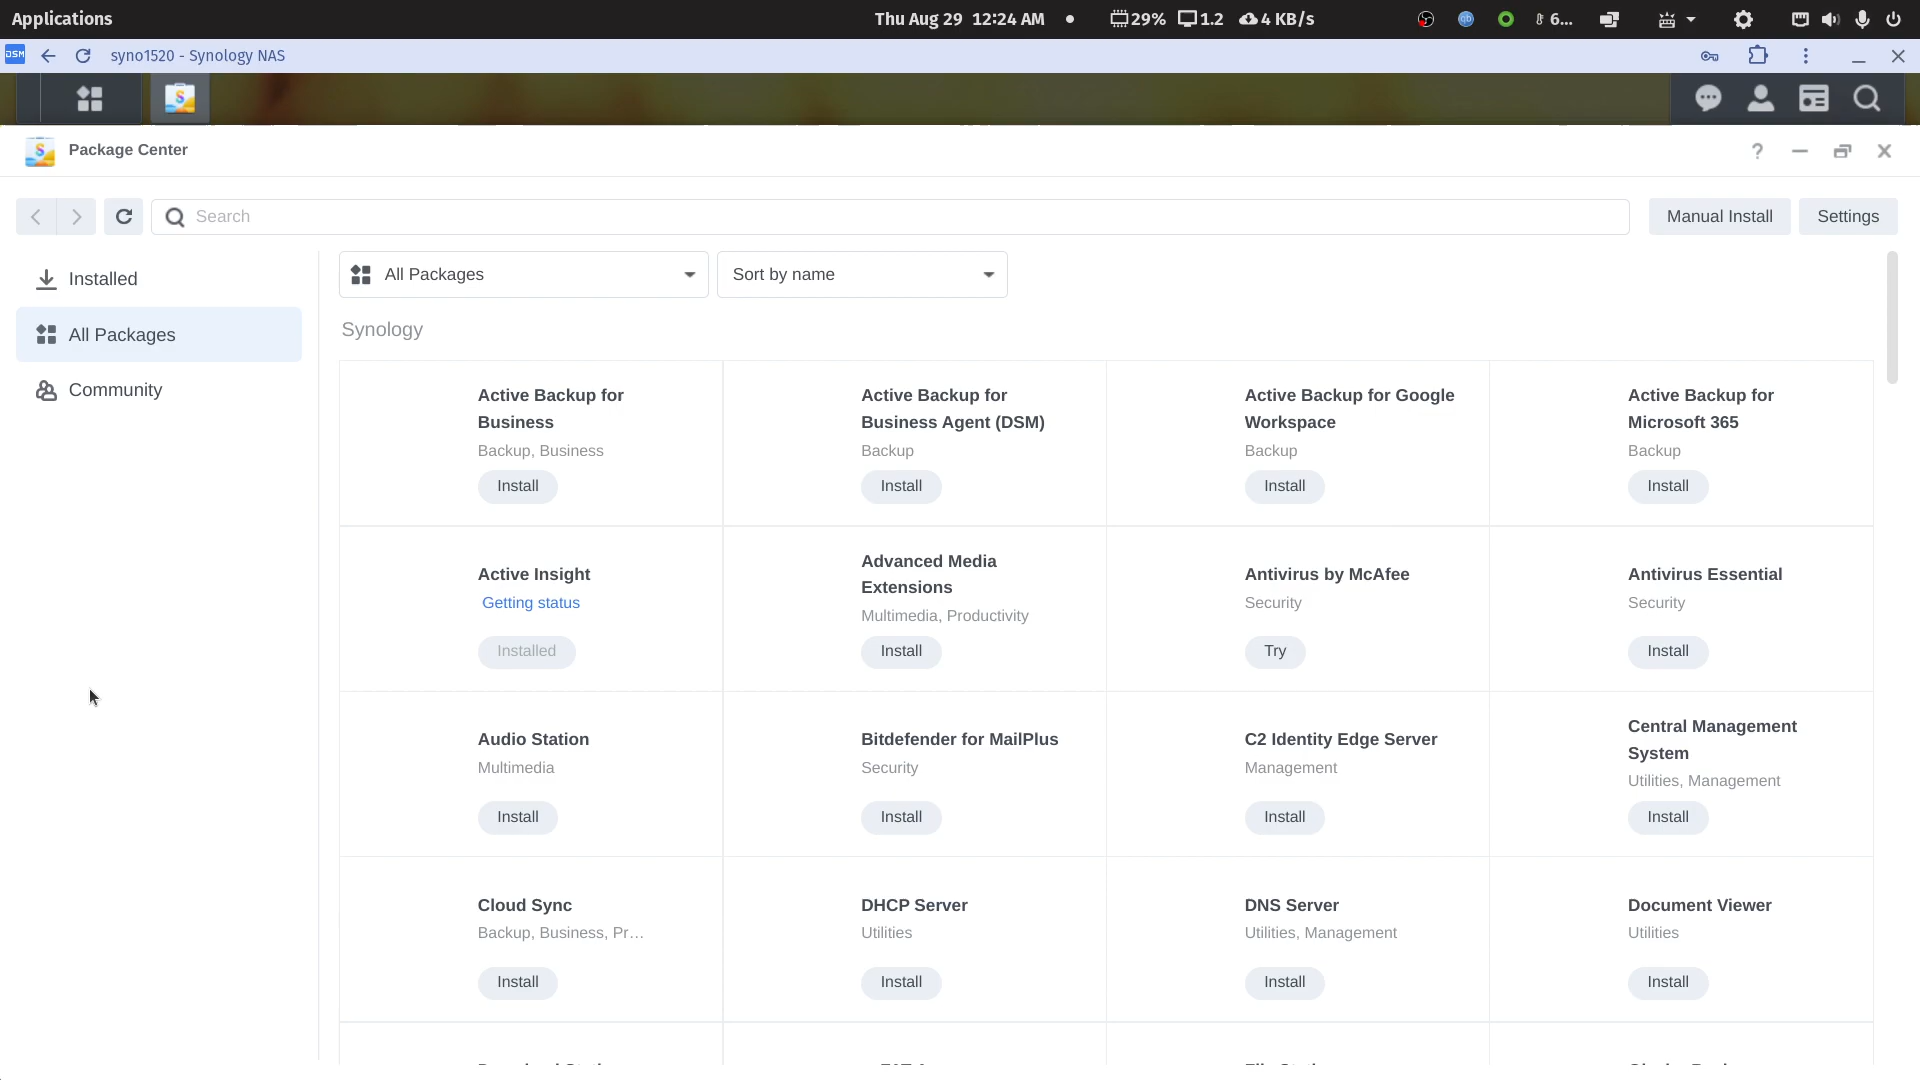 Applications
Thu Aug 29 12:24 AM
29% 1.2 4 KB/s
qb
6...
DSM
syno1520 - Synology NAS
Package Center
?
Search
Manual Install
Settings
Installed
All Packages
Community
All Packages
Sort by name
Synology
Active Backup for
Business
Backup, Business
Install
Active Backup for
Business Agent (DSM)
Backup
Install
Active Backup for Google
Workspace
Backup
Install
Active Backup for
Microsoft 365
Backup
Install
Active Insight
Getting status
Installed
Advanced Media
Extensions
Multimedia, Productivity
Install
Antivirus by McAfee
Security
Try
Antivirus Essential
Security
Install
Audio Station
Multimedia
Install
Bitdefender for MailPlus
Security
Install
C2 Identity Edge Server
Management
Install
Central Management
System
Utilities, Management
Install
Cloud Sync
Backup, Business, Pr...
Install
DHCP Server
Utilities
Install
DNS Server
Utilities, Management
Install
Document Viewer
Utilities
Install